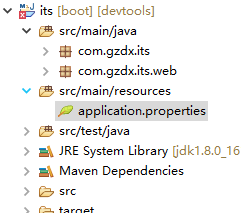 its [boot] [devtools]
src/main/java
com.gzdx.its
com.gzdx.its.web
src/main/resources
application.properties
src/test/java
JRE System Library [jdk1.8.0_16
Maven Dependencies
src
target